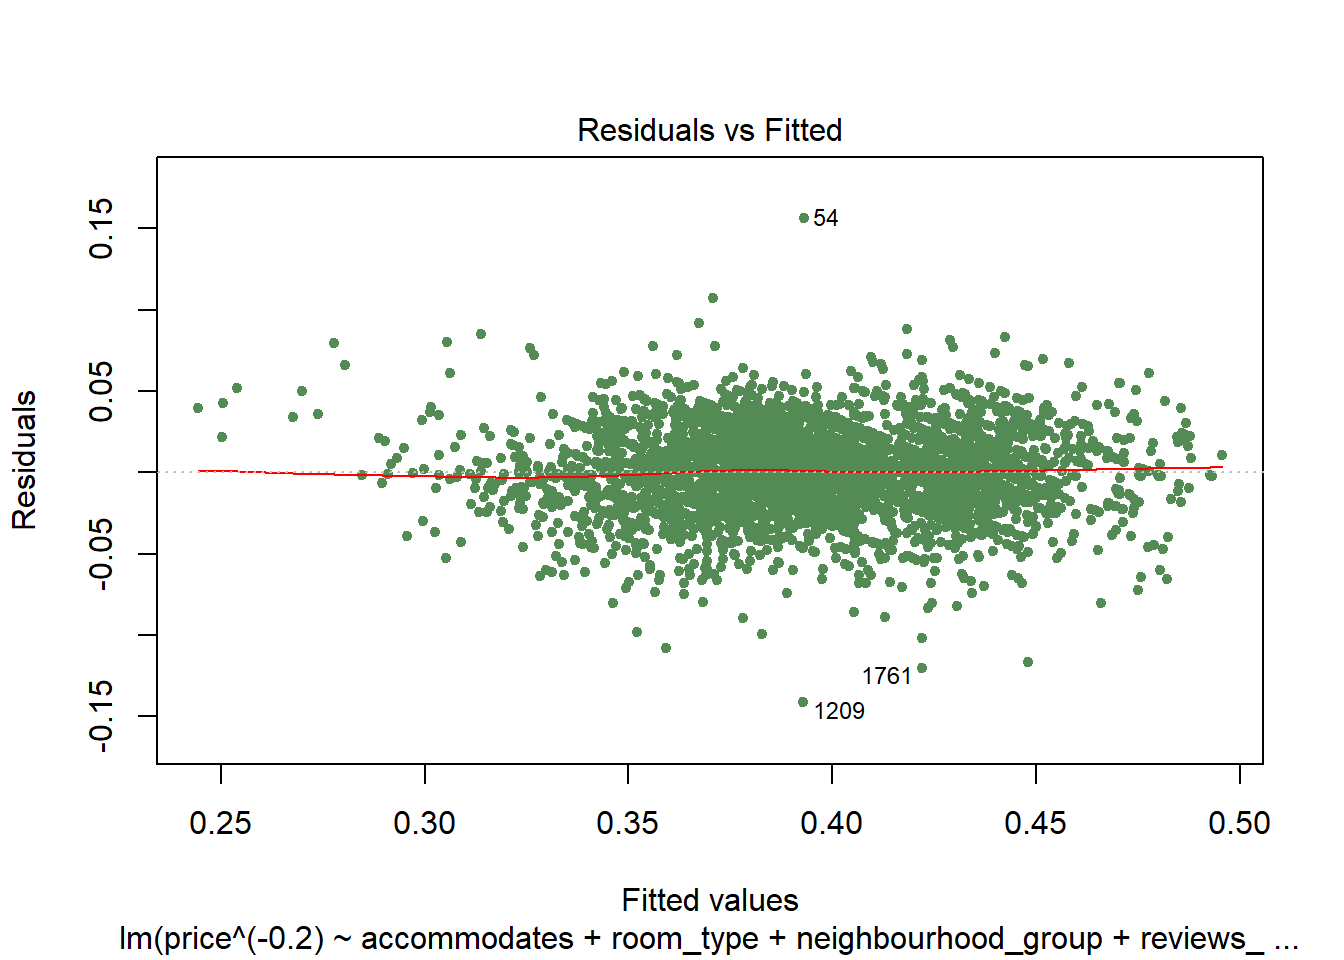 Residuals vs Fitted
Residuals
0.15
0.05
-0.05
-0.15
54
1761
1209
0.25 0.30 0.35 0.40 0.45 0.50
Fitted values
lm(price^(-0.2) ~ accommodates + room_type + neighbourhood_group + reviews_ ...